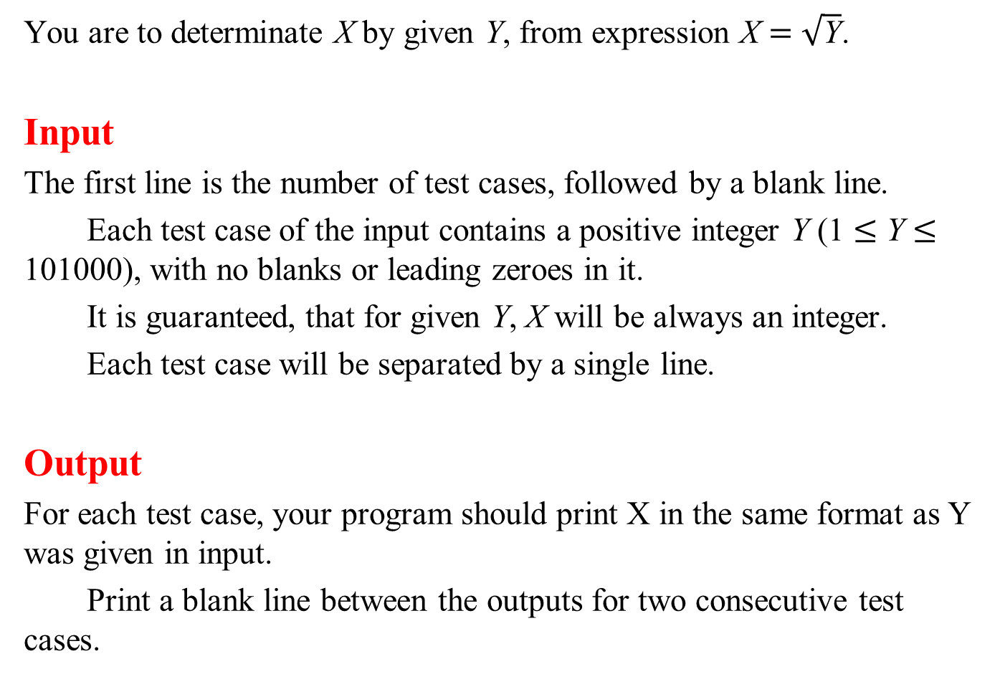 You are to determinate X by given Y, from expression X = √Y.
Input
The first line is the number of test cases, followed by a blank line.
Each test case of the input contains a positive integer Y (1 ≤ Y ≤
101000), with no blanks or leading zeroes in it.
It is guaranteed, that for given Y, X will be always an integer.
Each test case will be separated by a single line.
Output
For each test case, your program should print X in the same format as Y
was given in input.
Print a blank line between the outputs for two consecutive test
cases.